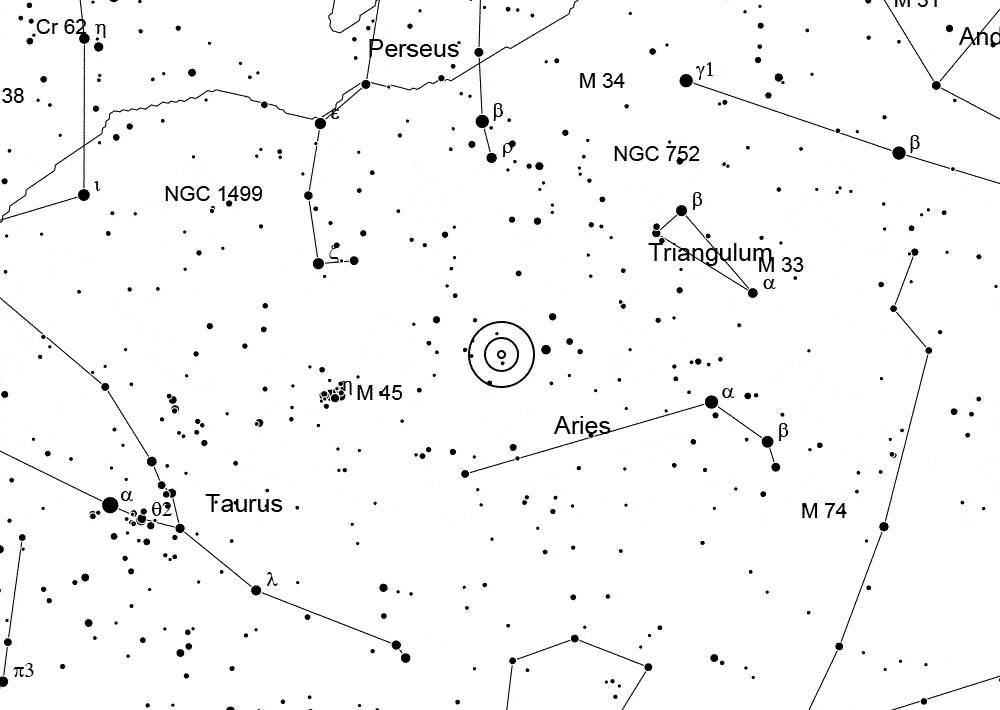 M 31
Cr 62 η
And
Perseus
γ1
M 34
38
ε
β
β
ρ
NGC 752
ι
NGC 1499
β
ζ
Triangulum
M 33
α
η M 45
α
Aries
β
α
θ2
Taurus
M 74
λ
π3